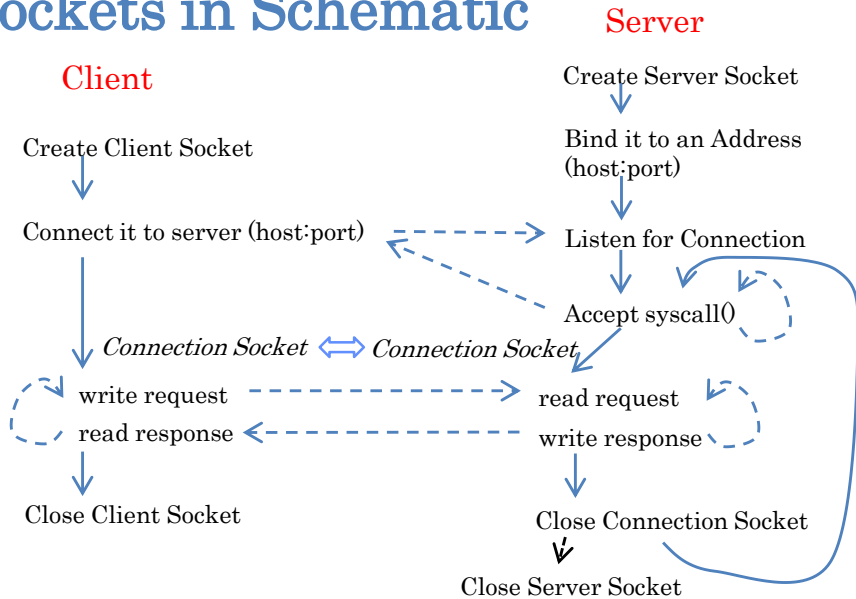 ockets in Schematic
Server
Client
Create Server Socket
Create Client Socket
Bind it to an Address
(host:port)
Connect it to server (host:port)
Listen for Connection
Accept syscall()
Connection Socket
Connection Socket
write request
read request
read response
write response
Close Client Socket
Close Connection Socket
Close Server Socket